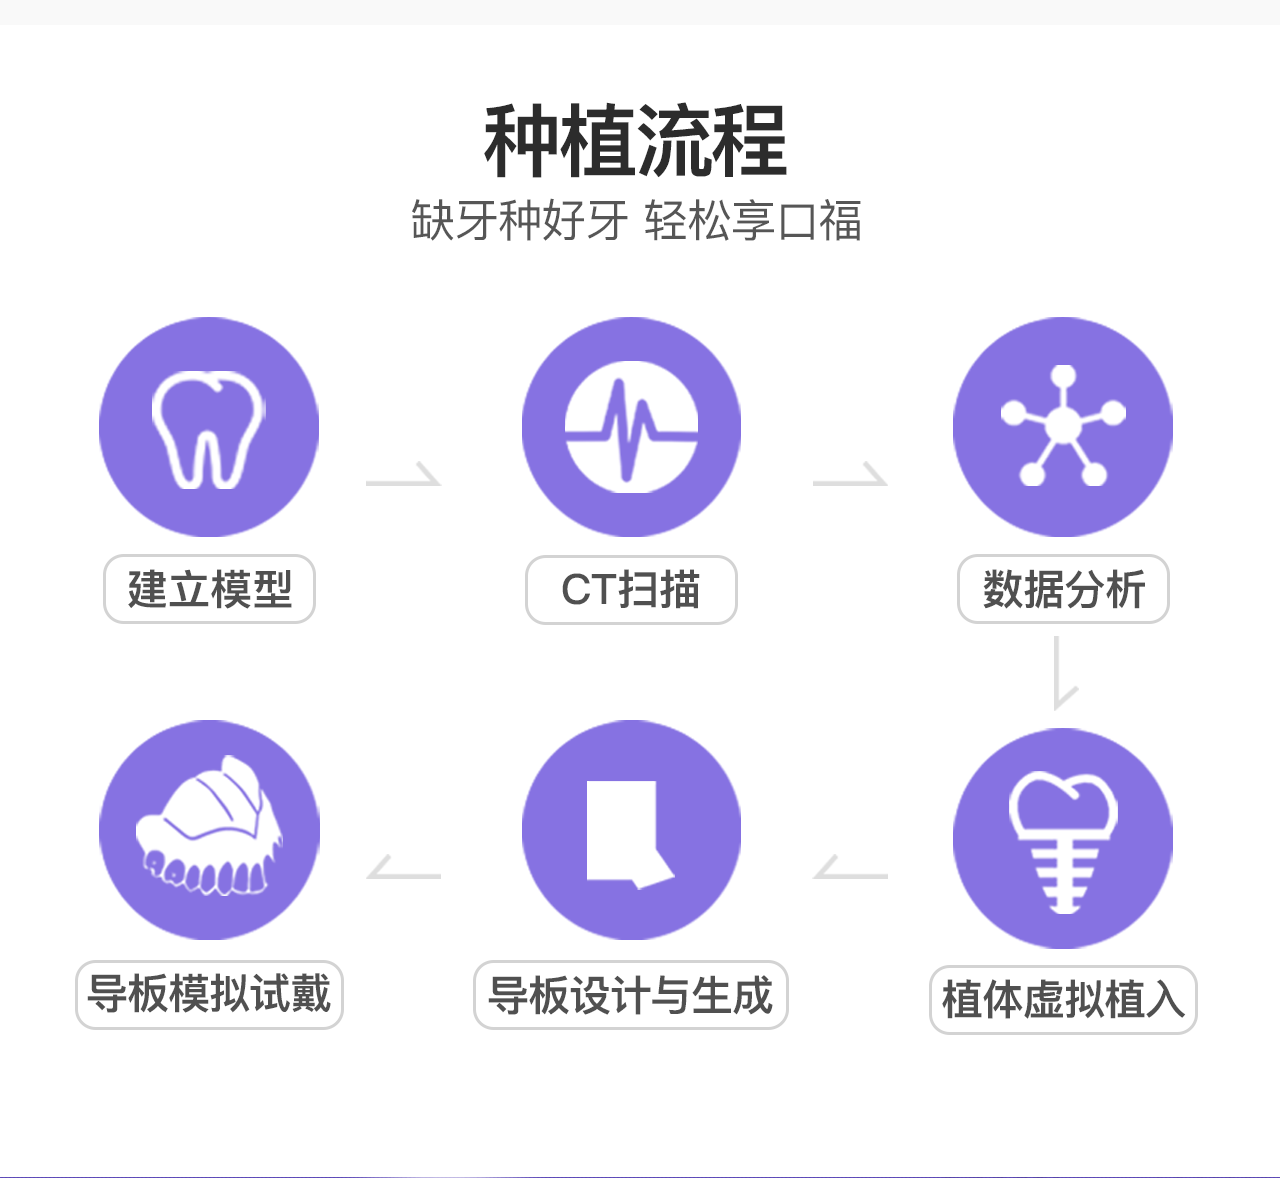 种植流程
缺牙种好牙 轻松享口福
建立模型
CT扫描
数据分析
植体虚拟植入
导板设计与生成
导板模拟试戴